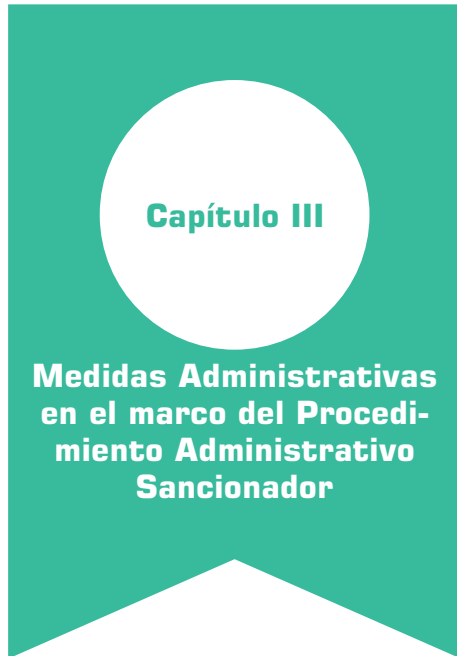 Capítulo III
Medidas Administrativas
en el marco del Procedi-
miento Administrativo
Sancionador